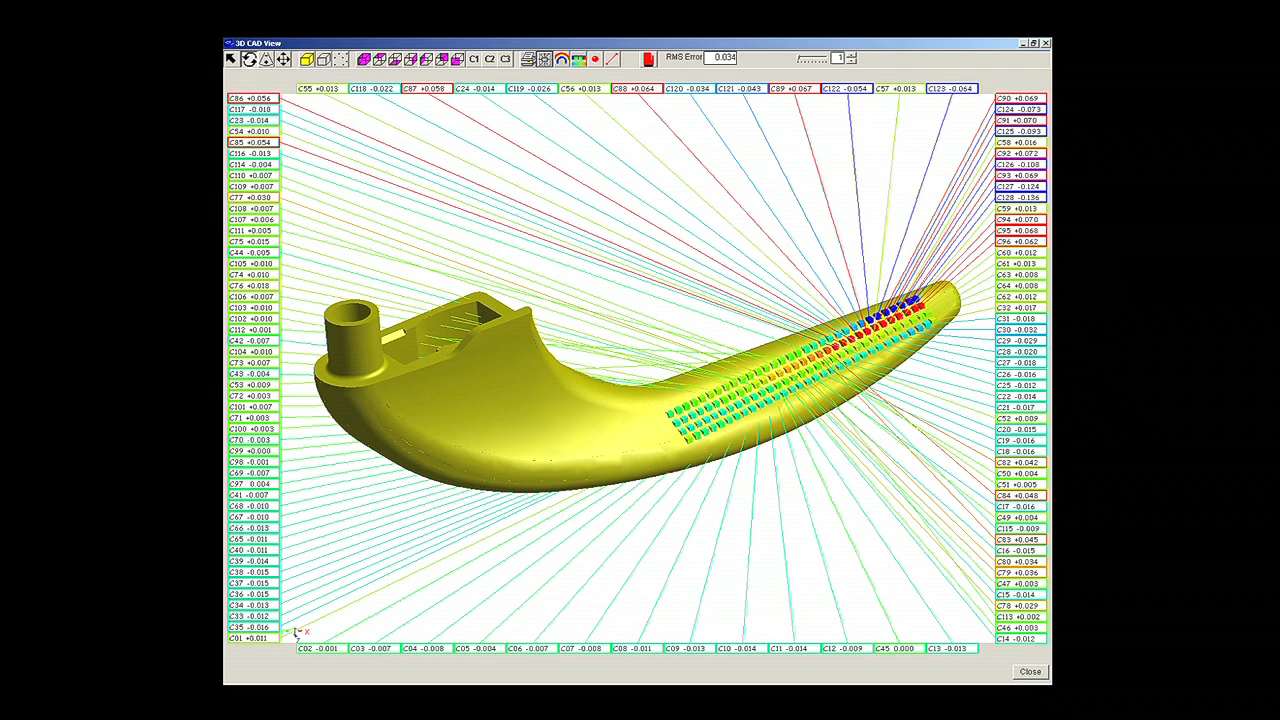 3D CAD View
C1 C2 C3 RMS Error 0.034 1
C55 +0.013 C118 -0.022 C87 +0.058 C24 -0.014 C119 -0.026 C56 +0.013 C88 +0.064 C120 -0.034 C121 -0.043 C89 +0.067 C122 -0.054 C57 +0.013 C123 -0.064
C86 +0.056
C117 -0.018
C23 -0.014
C54 +0.010
C85 +0.054
C116 -0.013
C114 -0.004
C110 +0.007
C109 +0.007
C77 +0.030
C108 +0.007
C107 +0.006
C111 +0.005
C75 +0.015
C44 -0.005
C105 +0.010
C74 +0.010
C76 +0.018
C106 +0.007
C103 +0.010
C102 +0.010
C112 +0.001
C42 -0.007
C104 +0.010
C73 +0.007
C43 -0.004
C53 +0.009
C72 +0.003
C101 +0.007
C71 +0.003
C100 +0.003
C70 -0.003
C99 +0.000
C98 -0.001
C69 -0.007
C97 0.004
C41 -0.007
C68 -0.010
C67 -0.010
C66 -0.013
C65 -0.011
C40 -0.011
C39 -0.014
C38 -0.015
C37 -0.015
C36 -0.015
C34 -0.013
C33 -0.012
C35 -0.016
C01 +0.011
C90 +0.069
C124 -0.073
C91 +0.070
C125 -0.093
C58 +0.016
C92 +0.072
C126 -0.108
C93 +0.069
C127 -0.124
C128 -0.136
C59 +0.013
C94 +0.070
C95 +0.068
C96 +0.062
C60 +0.012
C61 +0.013
C63 +0.008
C64 +0.008
C62 +0.012
C32 +0.017
C31 -0.018
C30 -0.032
C29 -0.029
C28 -0.020
C27 -0.018
C26 -0.015
C25 -0.012
C22 -0.014
C21 -0.017
C52 +0.009
C20 -0.015
C19 -0.016
C18 -0.016
C82 +0.042
C50 +0.004
C51 +0.005
C84 +0.048
C17 -0.016
C49 +0.004
C115 -0.009
C83 +0.045
C16 -0.015
C80 +0.034
C79 +0.036
C47 +0.003
C15 -0.014
C78 +0.029
C113 +0.002
C46 +0.003
C14 -0.012
X
C02 -0.001 C03 -0.007 C04 -0.008 C05 -0.004 C06 -0.007 C07 -0.008 C08 -0.011 C09 -0.013 C10 -0.014 C11 -0.014 C12 -0.009 C45 0.000 C13 -0.013
Close